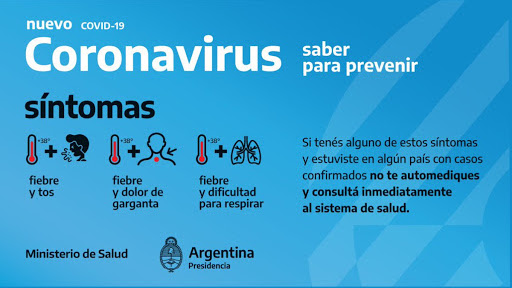 nuevo COVID-19
Coronavirus
saber
para prevenir
síntomas
+38° +
+38° +
+38° +
fiebre
y tos
fiebre
y dolor de
garganta
fiebre
y dificultad
para respirar
Si tenés alguno de estos síntomas
y estuviste en algún país con casos
confirmados no te automediques
y consultá inmediatamente
al sistema de salud.
Ministerio de Salud
Argentina
Presidencia